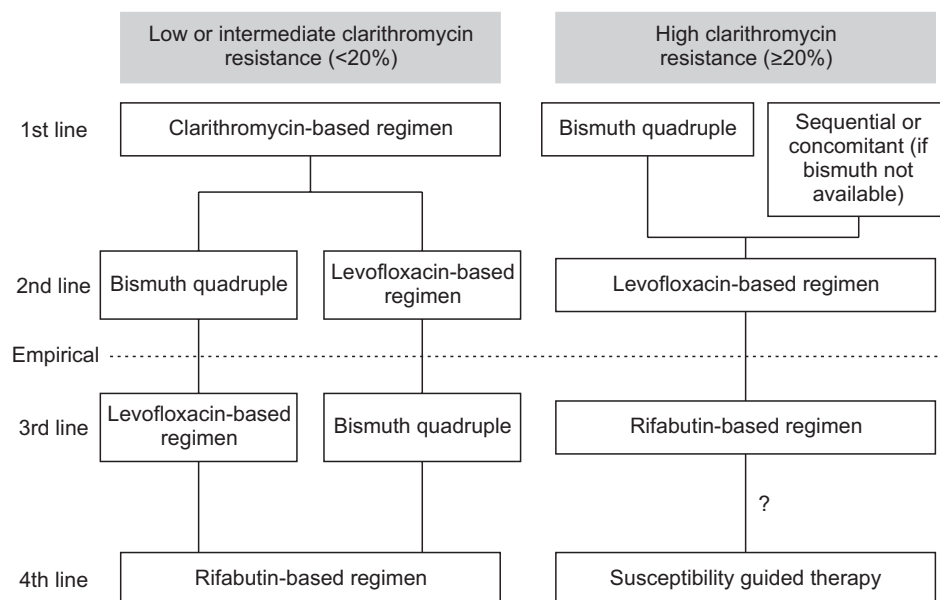 Low or intermediate clarithromycin
resistance (<20%)
High clarithromycin
resistance (≥20%)
1st line
Clarithromycin-based regimen
Bismuth quadruple
Sequential or
concomitant (if
bismuth not
available)
2nd line
Bismuth quadruple
Levofloxacin-based
regimen
Levofloxacin-based regimen
Empirical
3rd line
Levofloxacin-based
regimen
Bismuth quadruple
Rifabutin-based regimen
?
4th line
Rifabutin-based regimen
Susceptibility guided therapy